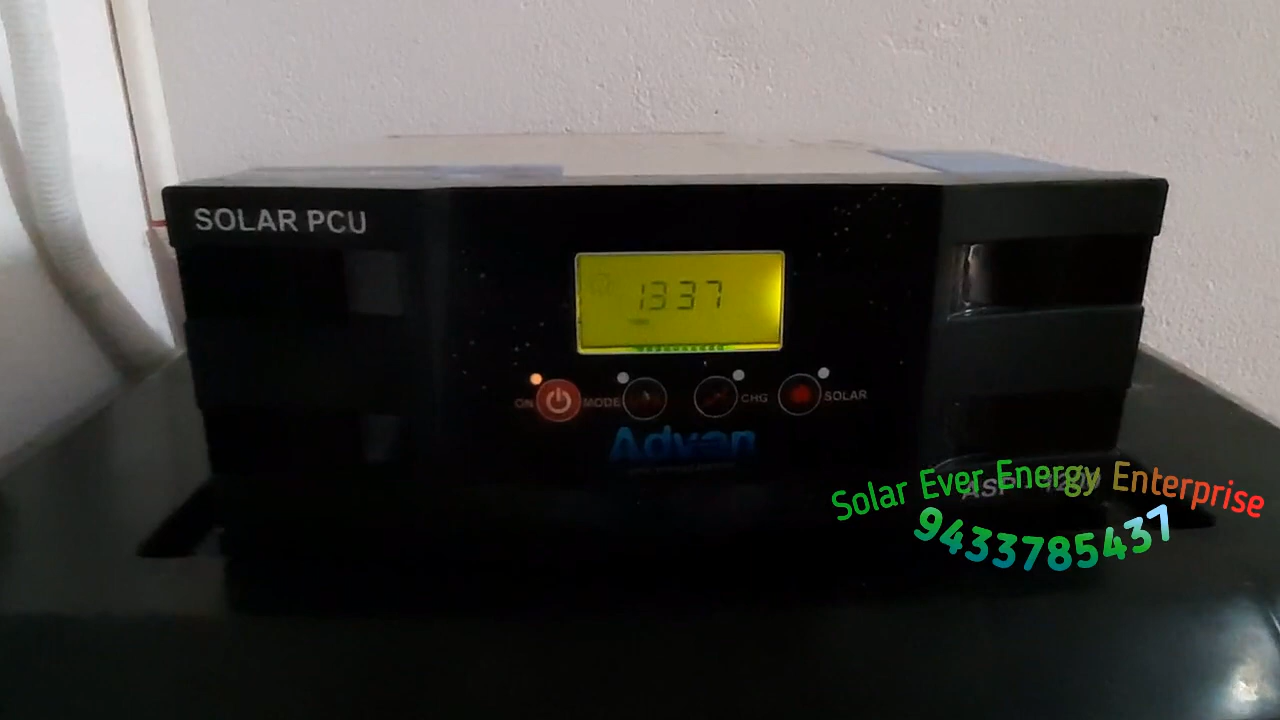 SOLAR PCU
1337
ON MODE CHG SOLAR
Advan
Solar Ever Energy Enterprise
9433785437